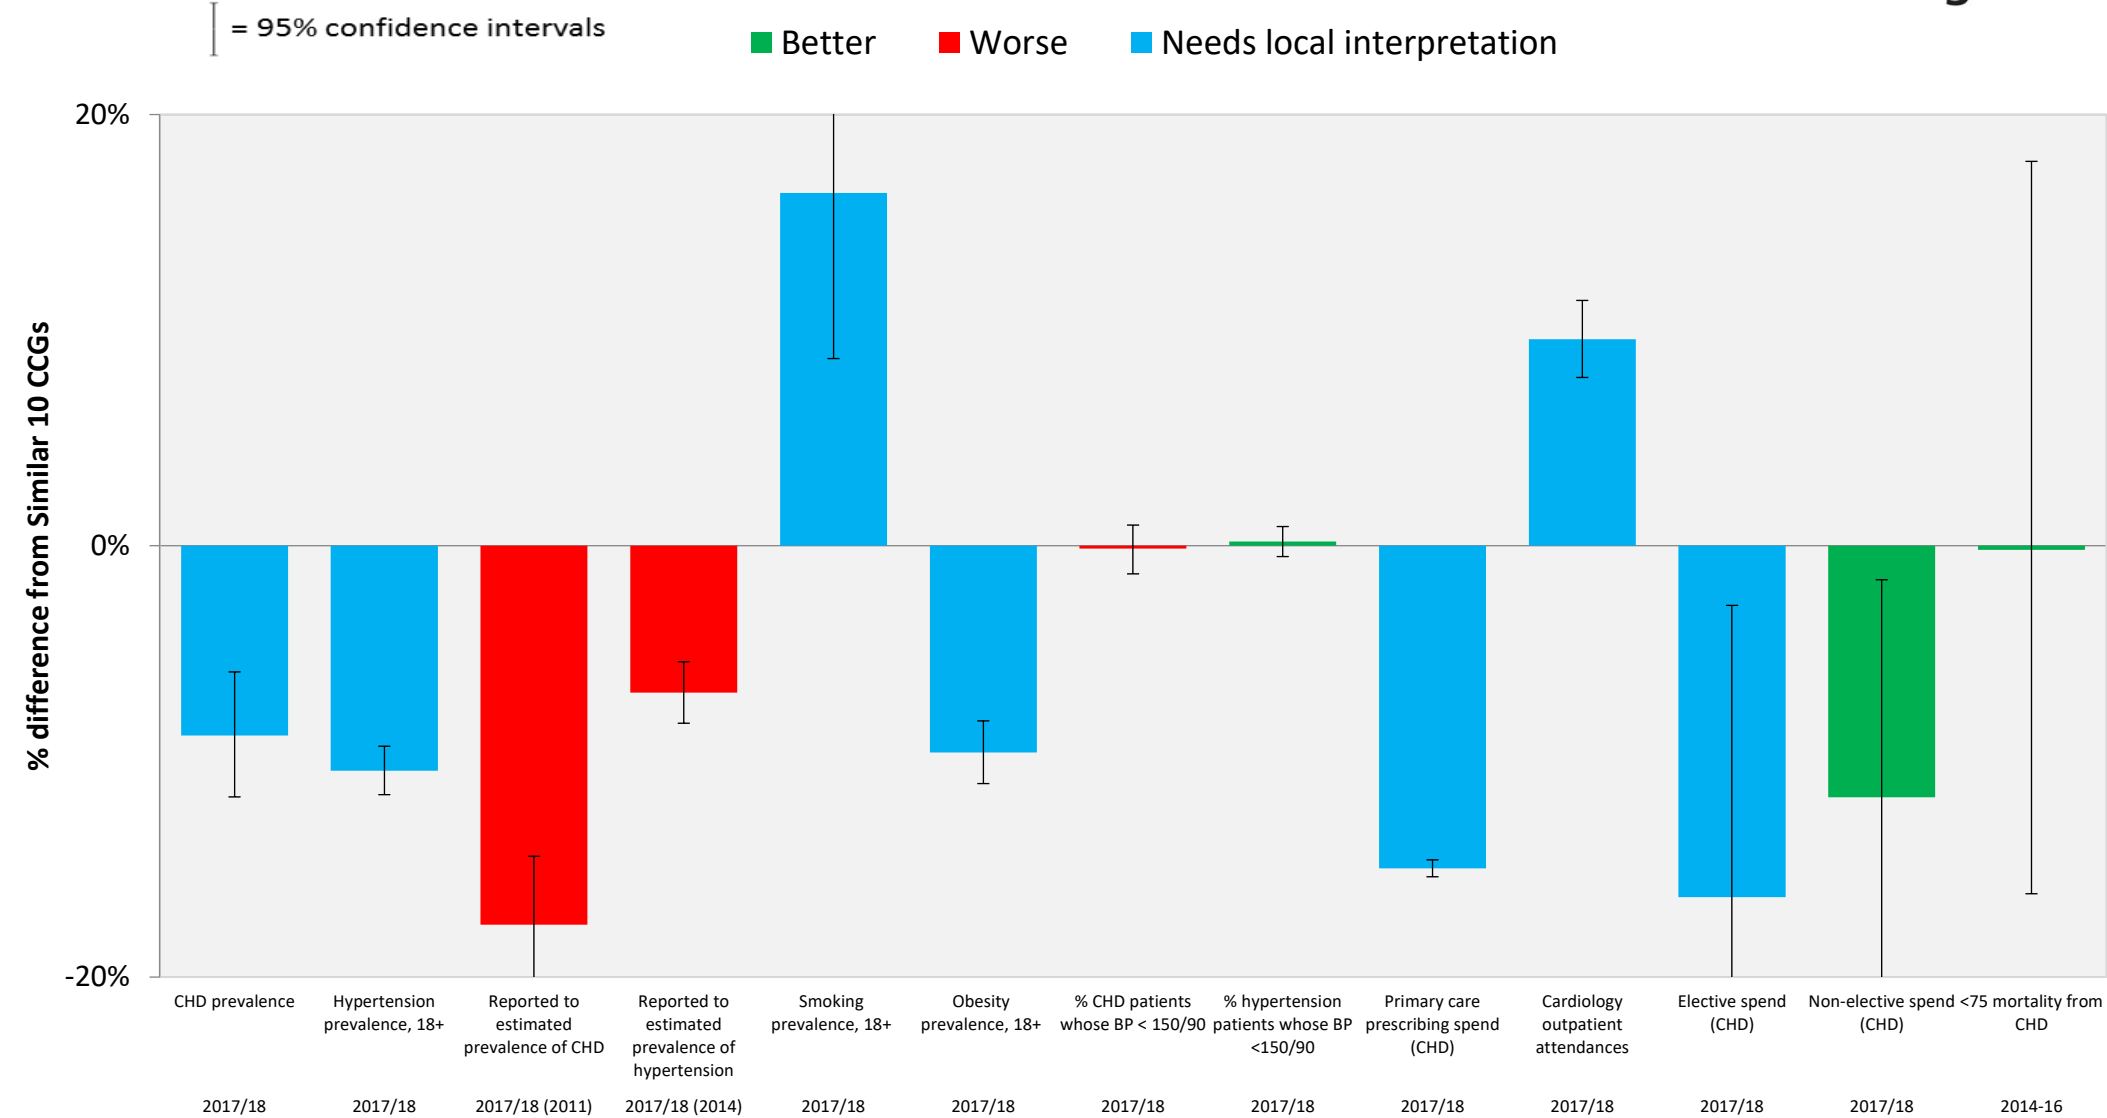 = 95% confidence intervals
Better
Worse
Needs local interpretation
20%
0%
-20%
% difference from Similar 10 CCGs
CHD prevalence
2017/18
Hypertension
prevalence, 18+
2017/18
Reported to
estimated
prevalence of CHD
2017/18 (2011)
Reported to
estimated
prevalence of
hypertension
2017/18 (2014)
Smoking
prevalence, 18+
2017/18
Obesity
prevalence, 18+
2017/18
% CHD patients
whose BP < 150/90
2017/18
% hypertension
patients whose BP
<150/90
2017/18
Primary care
prescribing spend
(CHD)
2017/18
Cardiology
outpatient
attendances
2017/18
Elective spend
(CHD)
2017/18
Non-elective spend
(CHD)
2017/18
<75 mortality from
CHD
2014-16